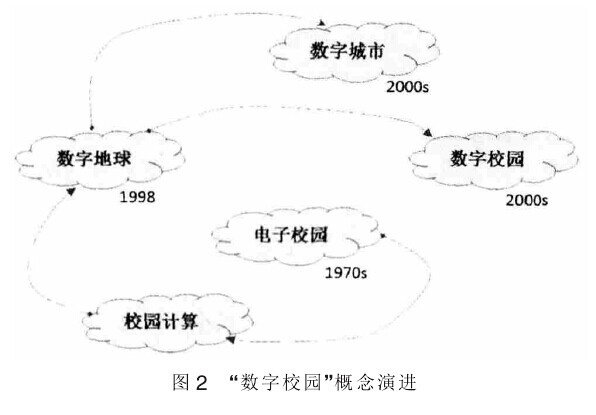 数字城市
2000s
数字地球
1998
数字校园
2000s
电子校园
1970s
校园计算
图2 “数字校园”概念演进